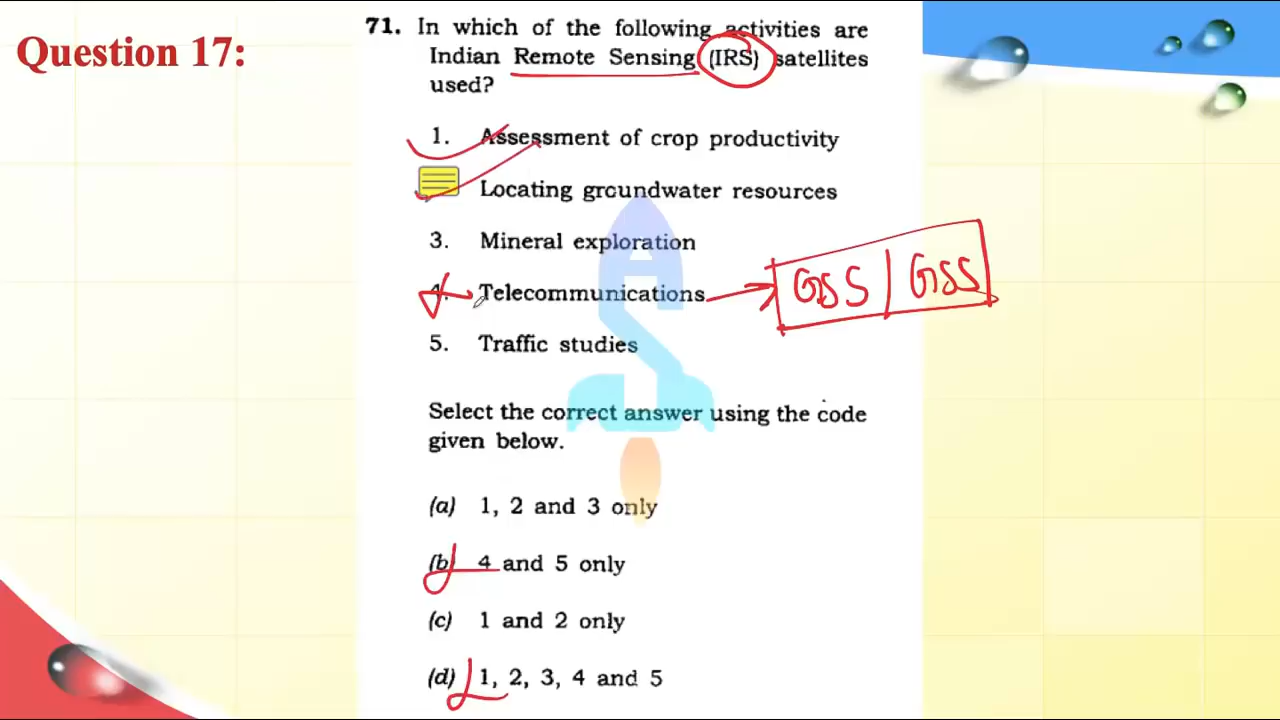 Question 17:
71. In which of the following activities are
Indian Remote Sensing (IRS) satellites
used?
1. Assessment of crop productivity
Locating groundwater resources
3. Mineral exploration
4. Telecommunications
GSS | GSS
5. Traffic studies
Select the correct answer using the code
given below.
(a) 1, 2 and 3 only
(b) 4 and 5 only
(c) 1 and 2 only
(d) 1, 2, 3, 4 and 5